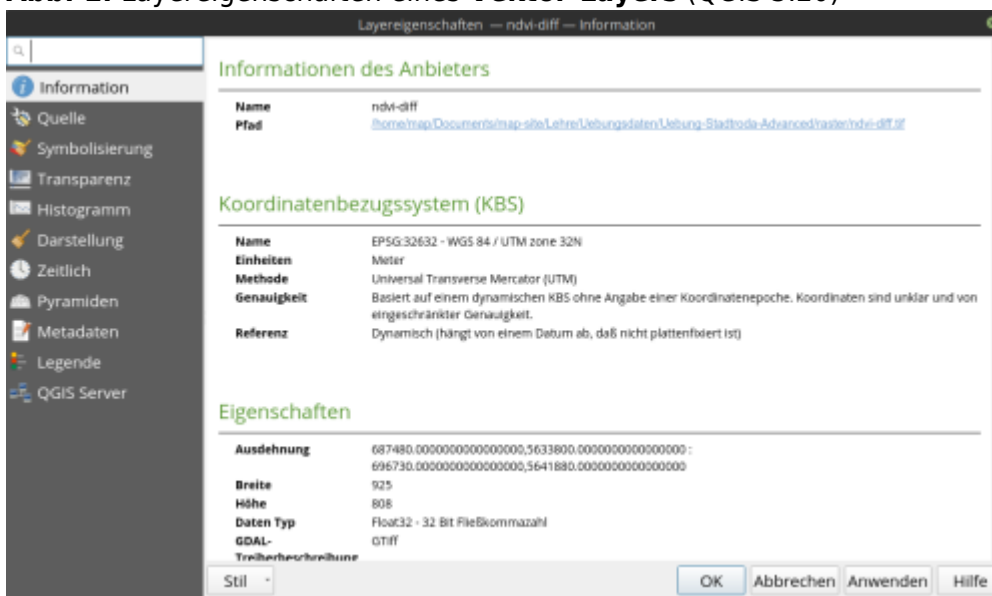 Layereigenschaften — ndvi-diff — Information
Information
Quelle
Symbolisierung
Transparenz
Histogramm
Darstellung
Zeitlich
Pyramiden
Metadaten
Legende
QGIS Server
Informationen des Anbieters
Name ndvi-diff
Pfad /home/map/Documents/map-site/Lehre/Uebungsdaten/Uebung-Stadtroda-Advanced/raster/ndvi-diff.tif
Koordinatenbezugssystem (KBS)
Name EPSG:32632 - WGS 84 / UTM zone 32N
Einheiten Meter
Methode Universal Transverse Mercator (UTM)
Genauigkeit Basiert auf einem dynamischen KBS ohne Angabe einer Koordinatenepoche. Koordinaten sind unklar und von
eingeschränkter Genauigkeit.
Referenz Dynamisch (hängt von einem Datum ab, daß nicht plattenfixiert ist)
Eigenschaften
Ausdehnung 687480.0000000000000000,5633800.0000000000000000 :
696730.0000000000000000,5641880.0000000000000000
Breite 925
Höhe 808
Daten Typ Float32 - 32 Bit Fließkommazahl
GDAL- GTiff
Treiberbeschreibung
Stil
OK Abbrechen Anwenden Hilfe